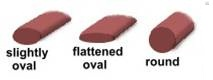 slightly oval
flattened oval
round